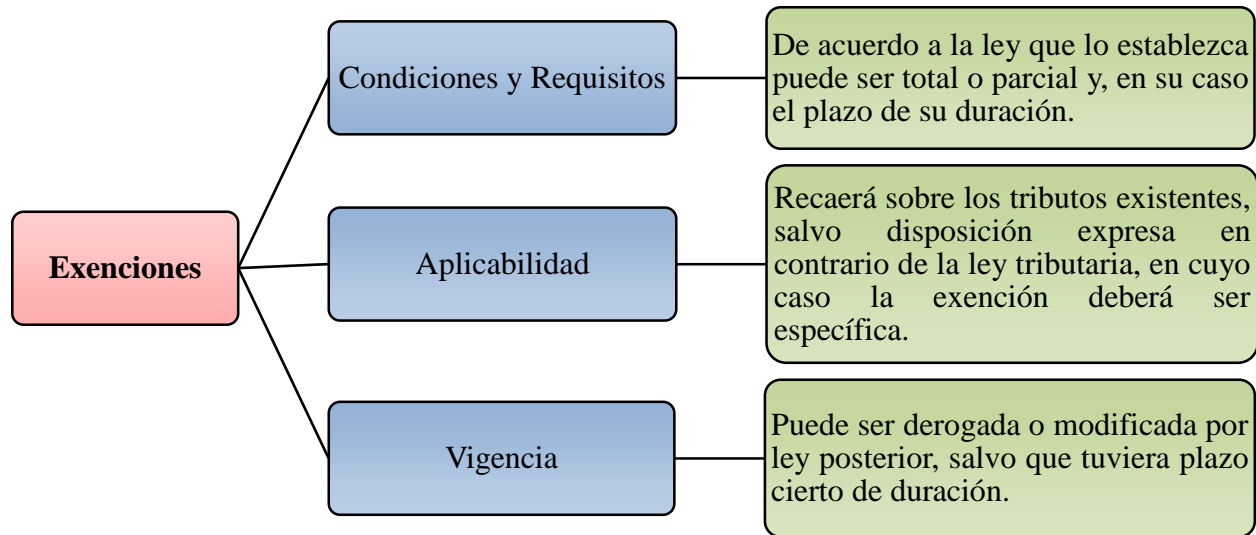 Exenciones
Condiciones y Requisitos
De acuerdo a la ley que lo establezca
puede ser total o parcial y, en su caso
el plazo de su duración.
Aplicabilidad
Recaerá sobre los tributos existentes,
salvo disposición expresa en
contrario de la ley tributaria, en cuyo
caso la exención deberá ser
específica.
Vigencia
Puede ser derogada o modificada por
ley posterior, salvo que tuviera plazo
cierto de duración.